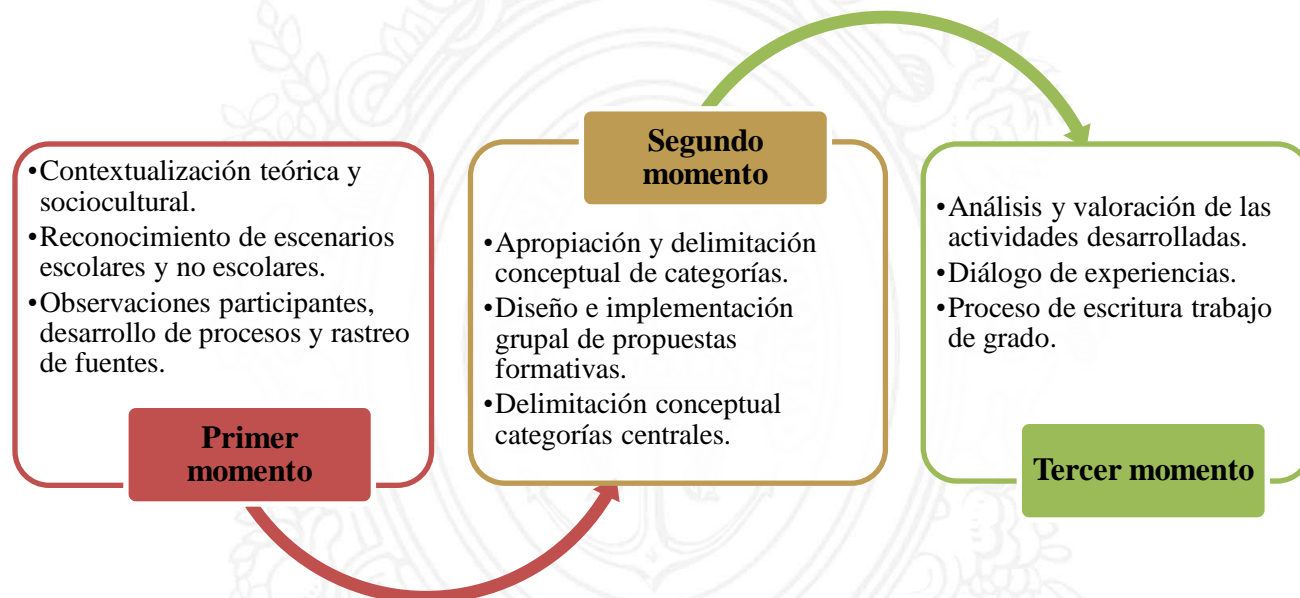 •Contextualización teórica y
sociocultural.
•Reconocimiento de escenarios
escolares y no escolares.
•Observaciones participantes,
desarrollo de procesos y rastreo
de fuentes.
Primer
momento
Segundo
momento
•Apropiación y delimitación
conceptual de categorías.
•Diseño e implementación
grupal de propuestas
formativas.
•Delimitación conceptual
categorías centrales.
•Análisis y valoración de las
actividades desarrolladas.
•Diálogo de experiencias.
•Proceso de escritura trabajo
de grado.
Tercer momento